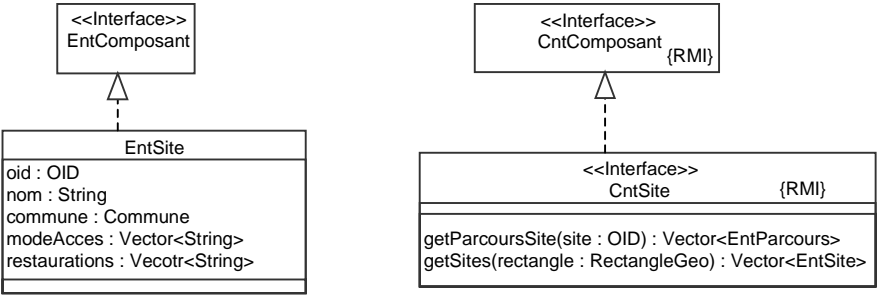 <<Interface>>
EntComposant
EntSite
oid : OID
nom : String
commune : Commune
modeAcces : Vector<String>
restaurations : Vecotr<String>
<<Interface>>
CntComposant
{RMI}
<<Interface>>
CntSite {RMI}
getParcoursSite(site : OID) : Vector<EntParcours>
getSites(rectangle : RectangleGeo) : Vector<EntSite>